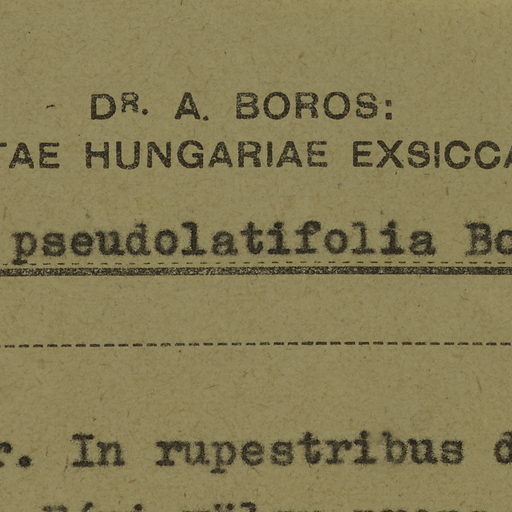 DR. A. BOROS:
TAE HUNGARIAE EXSICCA
pseudolatifolia Bo
r. In rupestribus d